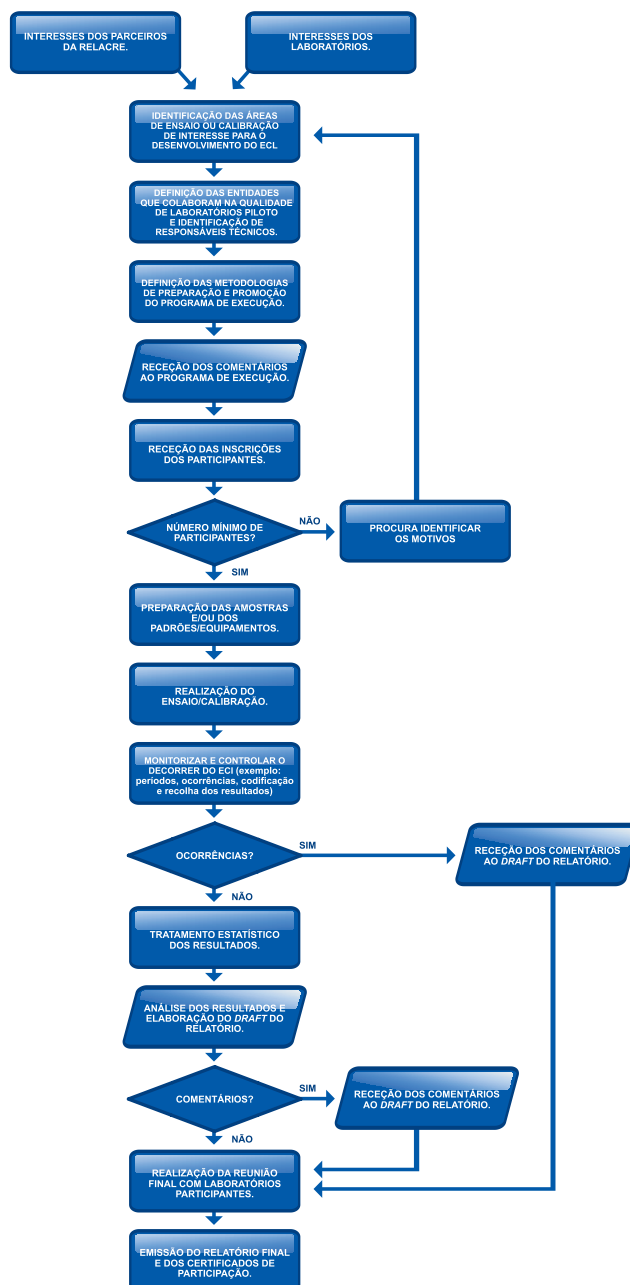 INTERESSES DOS PARCEIROS
DA RELACRE.
INTERESSES DOS
LABORATÓRIOS.
IDENTIFICAÇÃO DAS ÁREAS
DE ENSAIO OU CALIBRAÇÃO
DE INTERESSE PARA O
DESENVOLVIMENTO DO ECL
DEFINIÇÃO DAS ENTIDADES
QUE COLABORAM NA QUALIDADE
DE LABORATÓRIOS PILOTO
E IDENTIFICAÇÃO DE
RESPONSÁVEIS TÉCNICOS.
DEFINIÇÃO DAS METODOLOGIAS
DE PREPARAÇÃO E PROMOÇÃO
DO PROGRAMA DE EXECUÇÃO.
RECEÇÃO DOS COMENTÁRIOS
AO PROGRAMA DE EXECUÇÃO.
RECEÇÃO DAS INSCRIÇÕES
DOS PARTICIPANTES.
NÚMERO MÍNIMO DE
PARTICIPANTES?
NÃO
PROCURA IDENTIFICAR
OS MOTIVOS
SIM
PREPARAÇÃO DAS AMOSTRAS
E/OU DOS
PADRÕES/EQUIPAMENTOS.
REALIZAÇÃO DO
ENSAIO/CALIBRAÇÃO.
MONITORIZAR E CONTROLAR O
DECORRER DO ECI (exemplo:
períodos, ocorrências, codificação
e recolha dos resultados)
OCORRÊNCIAS?
SIM
RECEÇÃO DOS COMENTÁRIOS
AO DRAFT DO RELATÓRIO.
NÃO
TRATAMENTO ESTATÍSTICO
DOS RESULTADOS.
ANÁLISE DOS RESULTADOS E
ELABORAÇÃO DO DRAFT DO
RELATÓRIO.
COMENTÁRIOS?
SIM
RECEÇÃO DOS COMENTÁRIOS
AO DRAFT DO RELATÓRIO.
NÃO
REALIZAÇÃO DA REUNIÃO
FINAL COM LABORATÓRIOS
PARTICIPANTES.
EMISSÃO DO RELATÓRIO FINAL
E DOS CERTIFICADOS DE
PARTICIPAÇÃO.